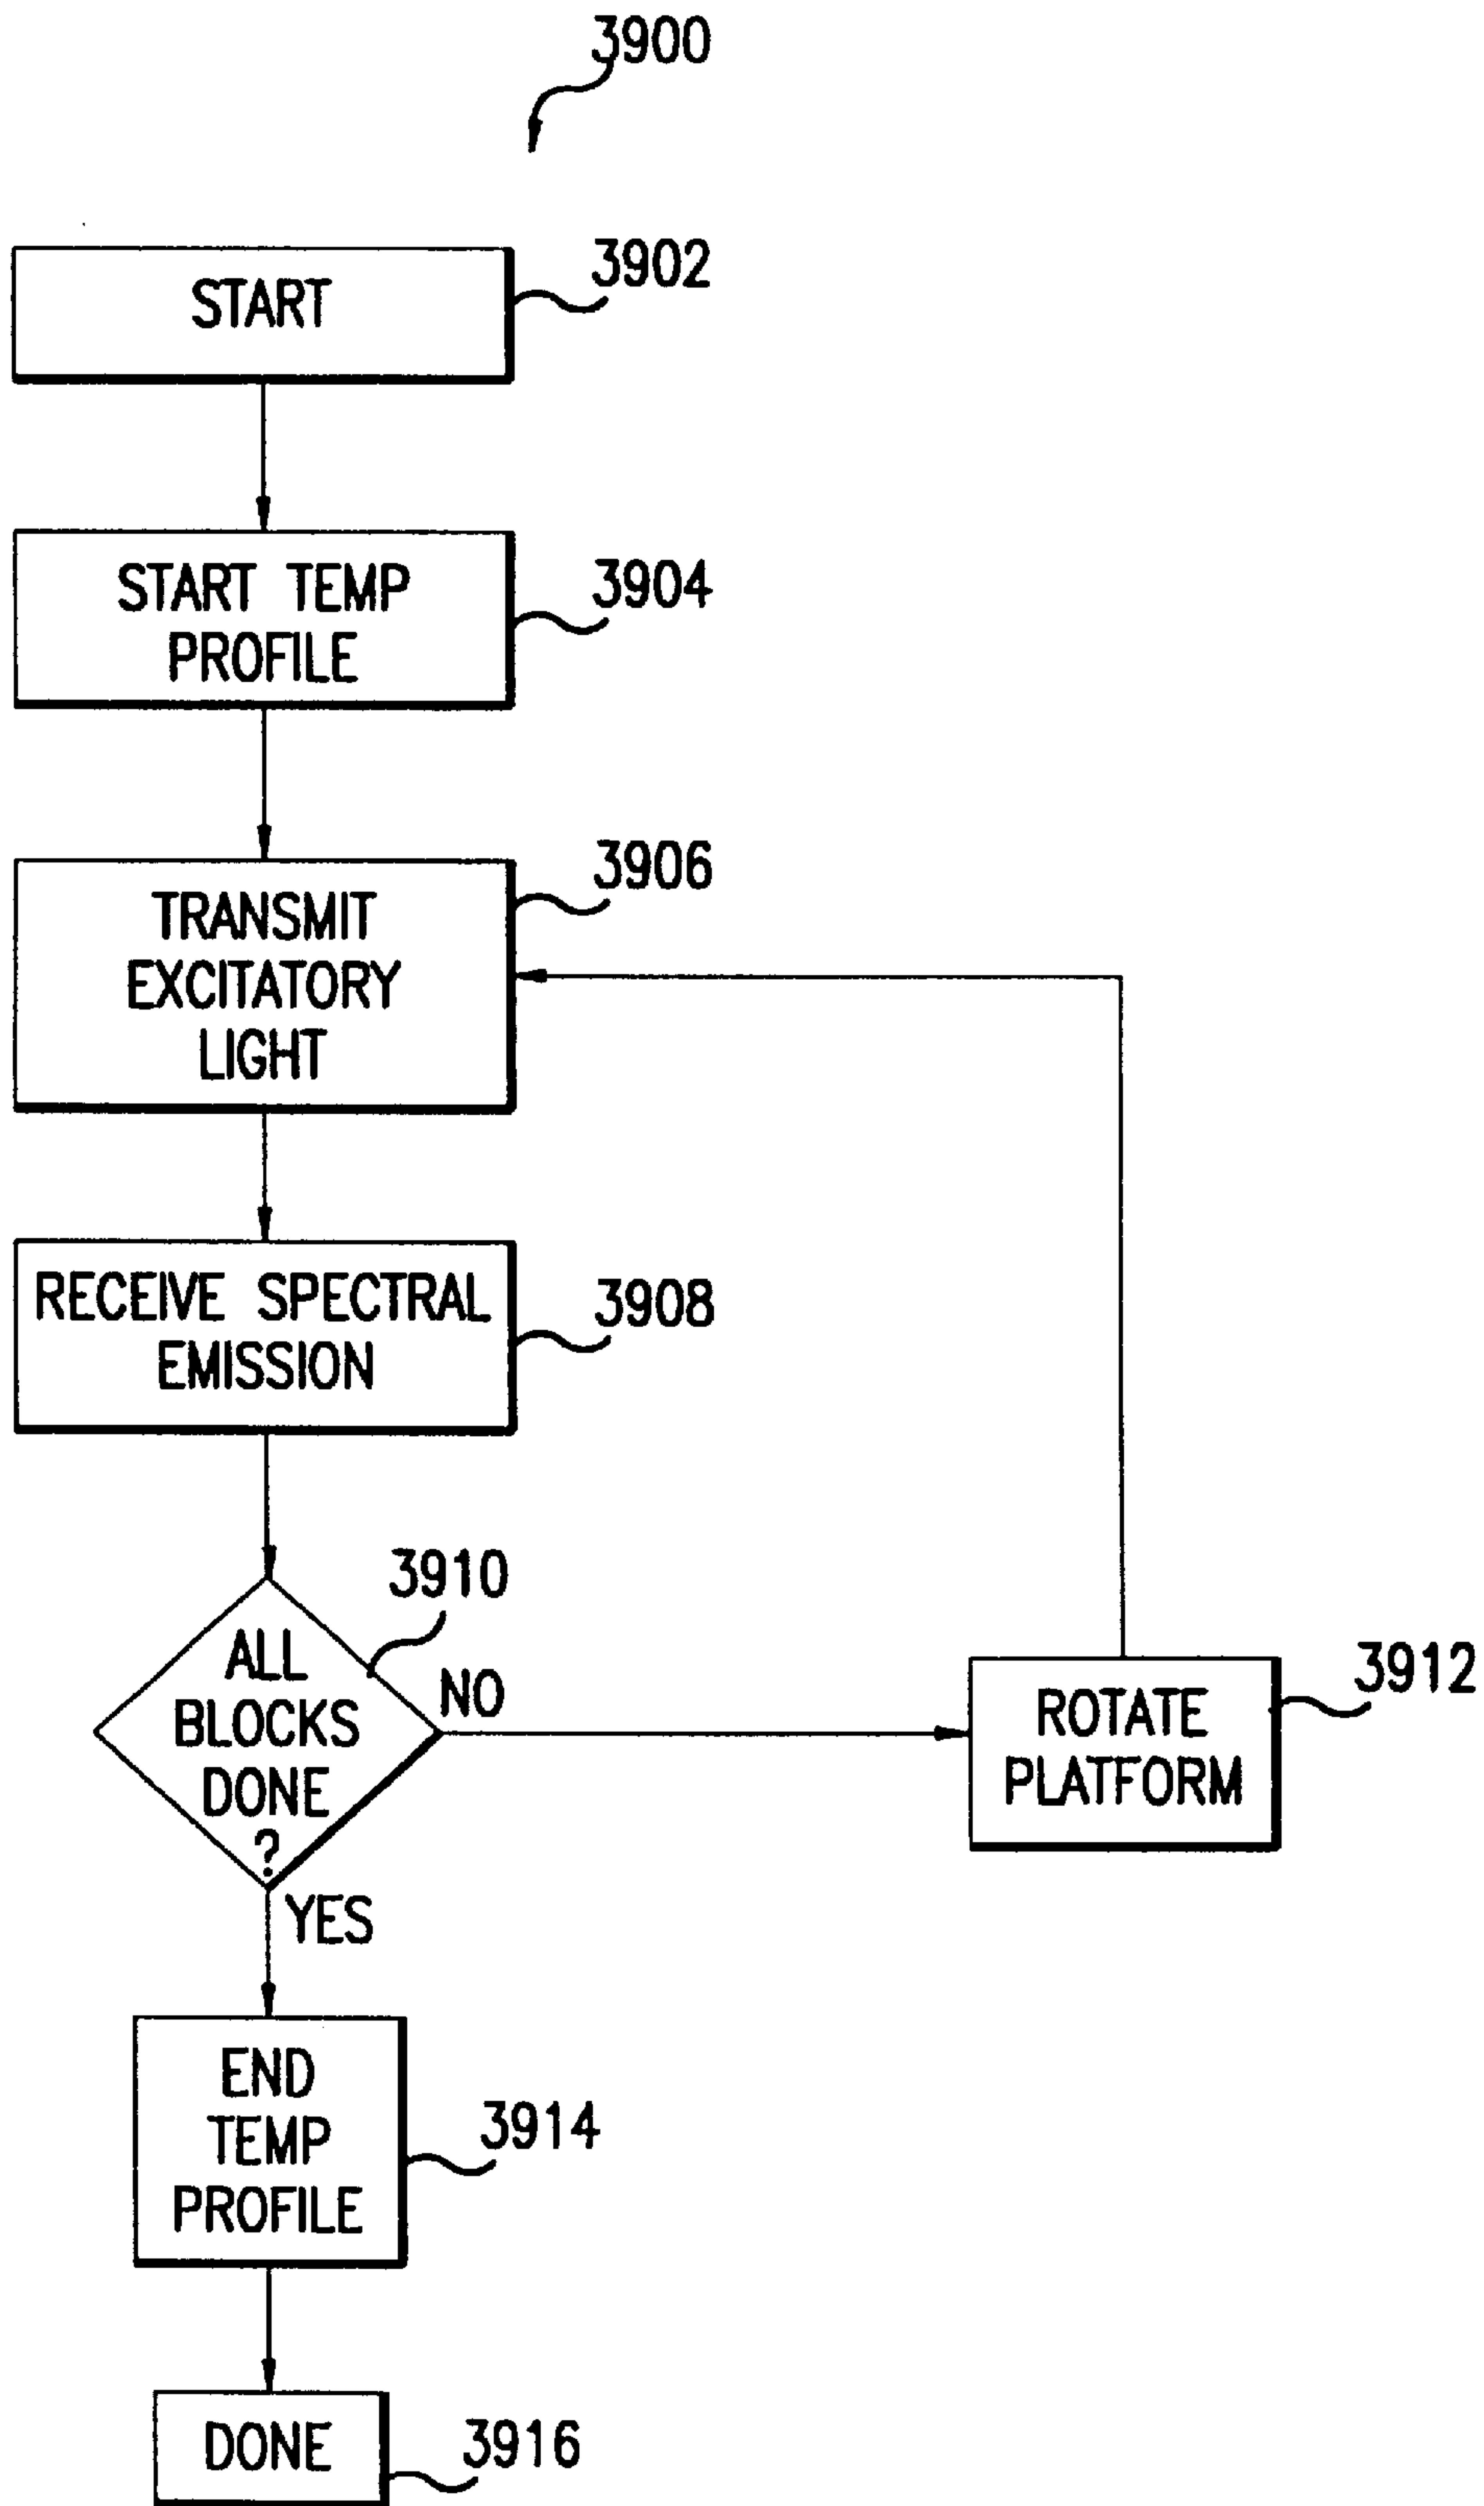 3900
START
3902
START TEMP
PROFILE
3904
TRANSMIT
EXCITATORY
LIGHT
3906
RECEIVE SPECTRAL
EMISSION
3908
ALL
BLOCKS
DONE
?
3910
NO
ROTATE
PLATFORM
3912
YES
END
TEMP
PROFILE
3914
DONE
3916